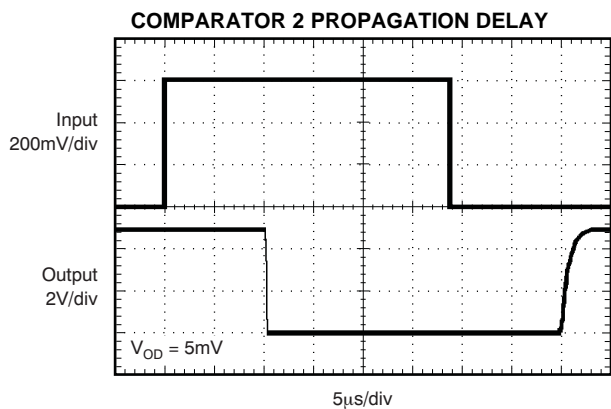 COMPARATOR 2 PROPAGATION DELAY
Input
200mV/div
Output
2V/div
V_OD = 5mV
5μs/div